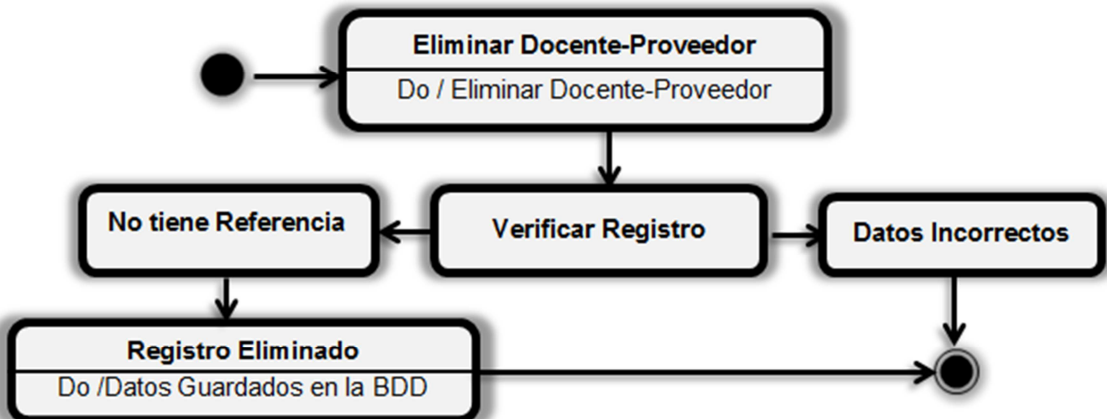 Eliminar Docente-Proveedor
Do / Eliminar Docente-Proveedor
No tiene Referencia
Verificar Registro
Datos Incorrectos
Registro Eliminado
Do /Datos Guardados en la BDD